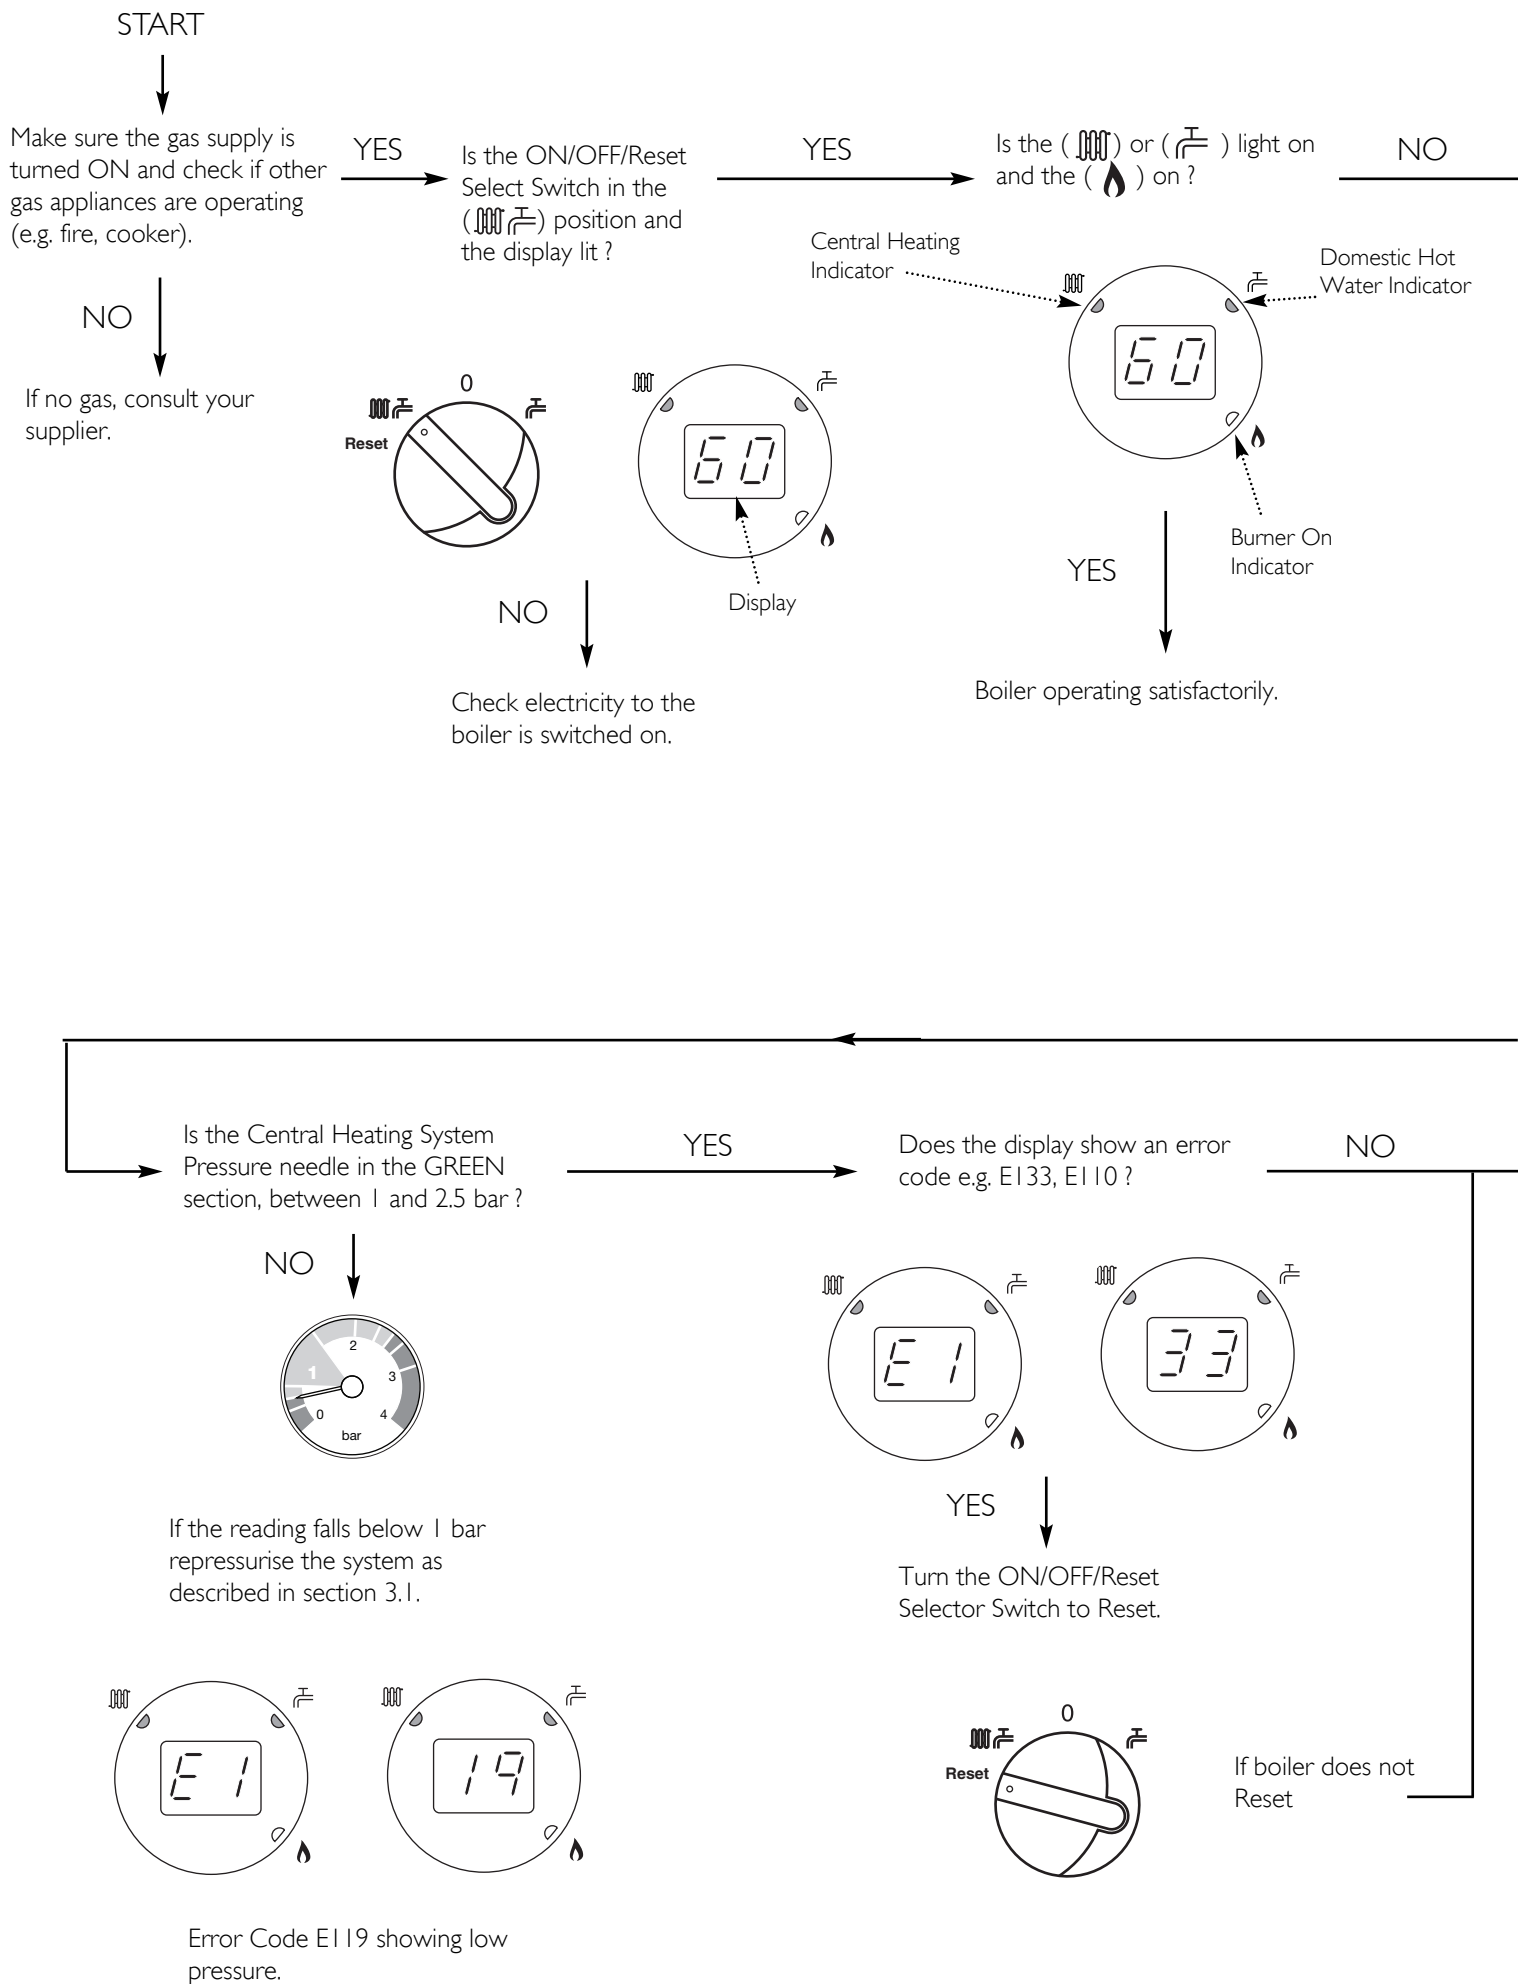 START
Make sure the gas supply is
turned ON and check if other
gas appliances are operating
(e.g. fire, cooker).
YES
Is the ON/OFF/Reset
Select Switch in the
( ) position and
the display lit ?
YES
Is the ( ) or ( ) light on
and the ( ) on ?
NO
NO
If no gas, consult your
supplier.
0
Reset
60
Display
NO
Check electricity to the
boiler is switched on.
Central Heating
Indicator
Domestic Hot
Water Indicator
60
Burner On
Indicator
YES
Boiler operating satisfactorily.
Is the Central Heating System
Pressure needle in the GREEN
section, between 1 and 2.5 bar ?
YES
Does the display show an error
code e.g. E133, E110 ?
NO
NO
0
1
2
3
4
bar
If the reading falls below 1 bar
repressurise the system as
described in section 3.1.
E1
19
Error Code E119 showing low
pressure.
E1
33
YES
Turn the ON/OFF/Reset
Selector Switch to Reset.
0
Reset
If boiler does not
Reset